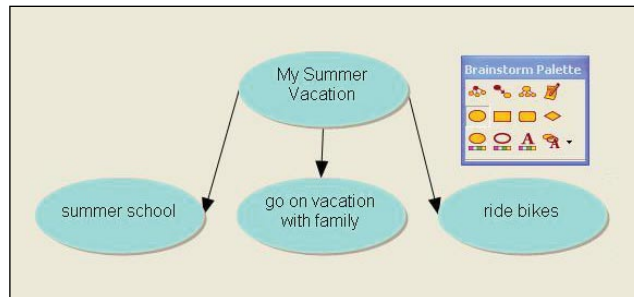 My Summer
Vacation
Brainstorm Palette
summer school
go on vacation
with family
ride bikes